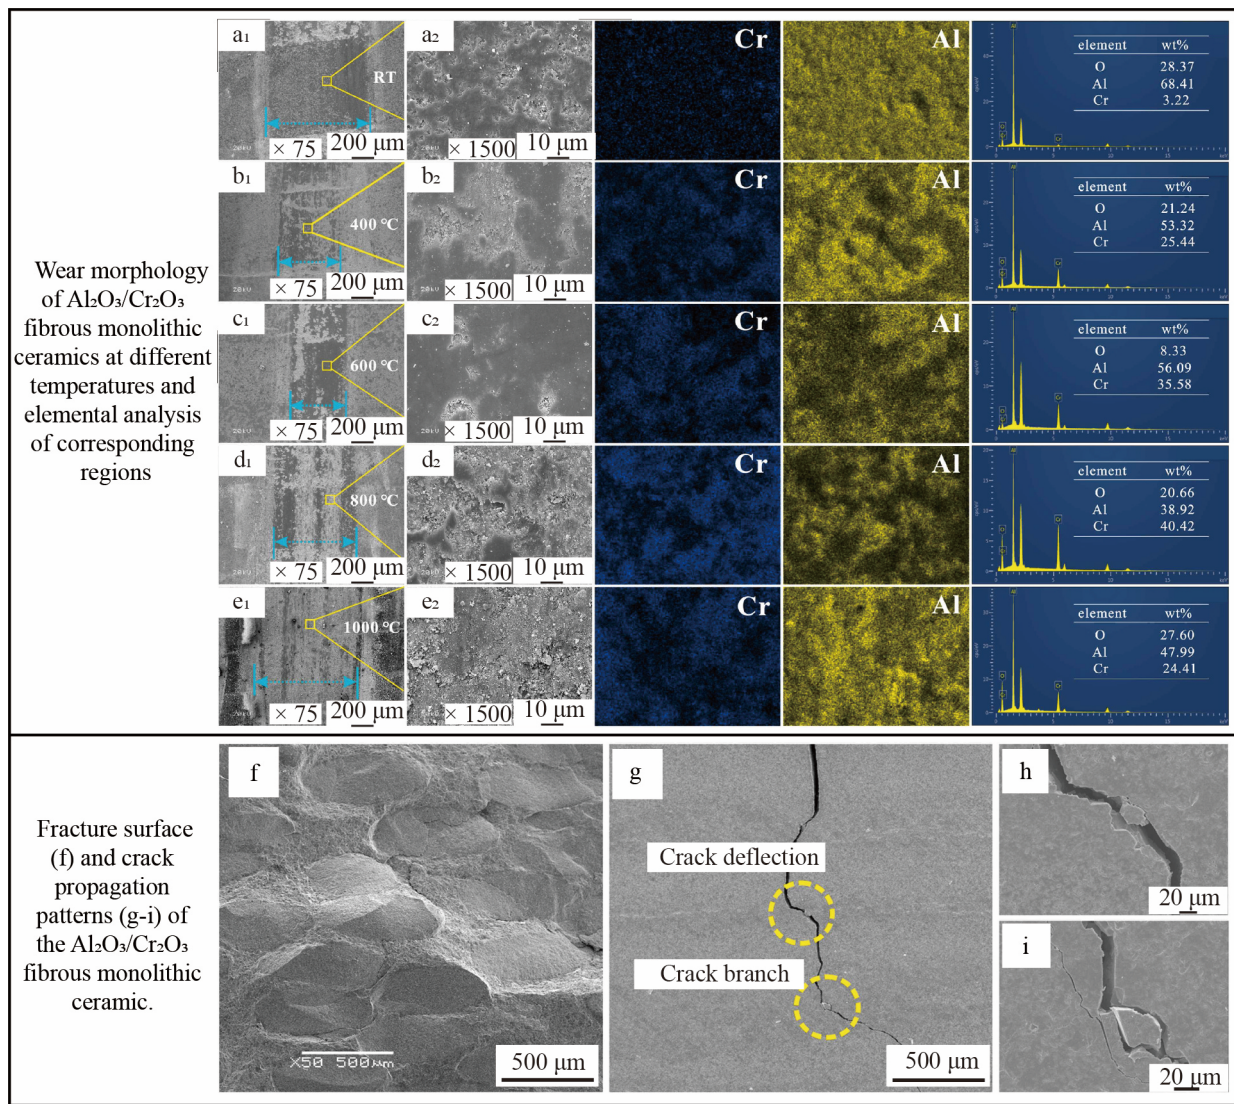 a₁
RT
× 75
200 μm
a₂
× 1500
10 μm
Cr
Al
element wt%
O 28.37
Al 68.41
Cr 3.22
b₁
400 °C
× 75
200 μm
b₂
× 1500
10 μm
Cr
Al
element wt%
O 21.24
Al 53.32
Cr 25.44
Wear morphology
of Al₂O₃/Cr₂O₃
fibrous monolithic
ceramics at different
temperatures and
elemental analysis
of corresponding
regions
c₁
600 °C
20kV
× 75
200 μm
c₂
× 1500
10 μm
Cr
Al
element wt%
O 8.33
Al 56.09
Cr 35.58
d₁
800 °C
20kV
× 75
200 μm
d₂
× 1500
10 μm
Cr
Al
element wt%
O 20.66
Al 38.92
Cr 40.42
e₁
1000 °C
× 75
200 μm
e₂
× 1500
10 μm
Cr
Al
element wt%
O 27.60
Al 47.99
Cr 24.41
Fracture surface
(f) and crack
propagation
patterns (g-i) of
the Al₂O₃/Cr₂O₃
fibrous monolithic
ceramic.
f
X50 500μm
500 μm
g
Crack deflection
Crack branch
500 μm
h
20 μm
i
20 μm